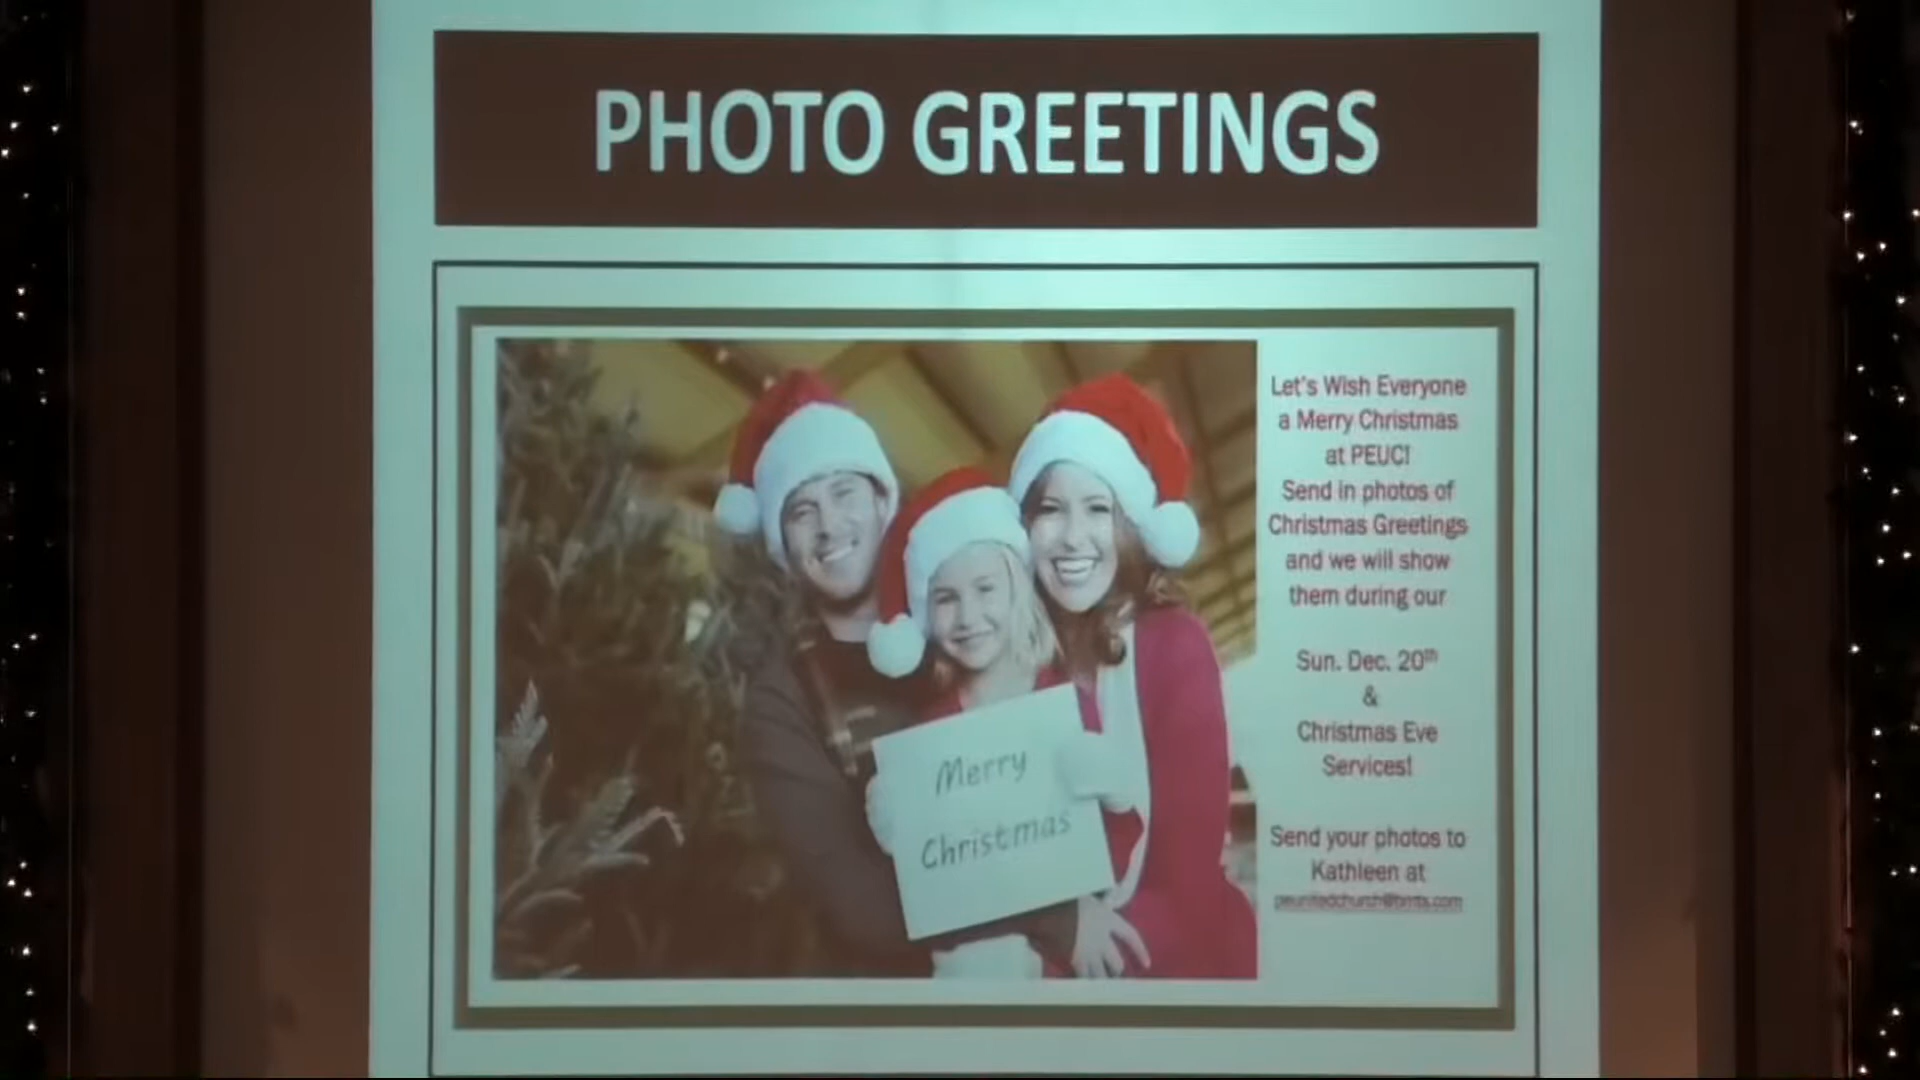 PHOTO GREETINGS
Let's Wish Everyone
a Merry Christmas
at PEUC!
Send in photos of
Christmas Greetings
and we will show
them during our
Sun. Dec. 20th
&
Christmas Eve
Services!
Send your photos to
Kathleen at
Merry
Christmas